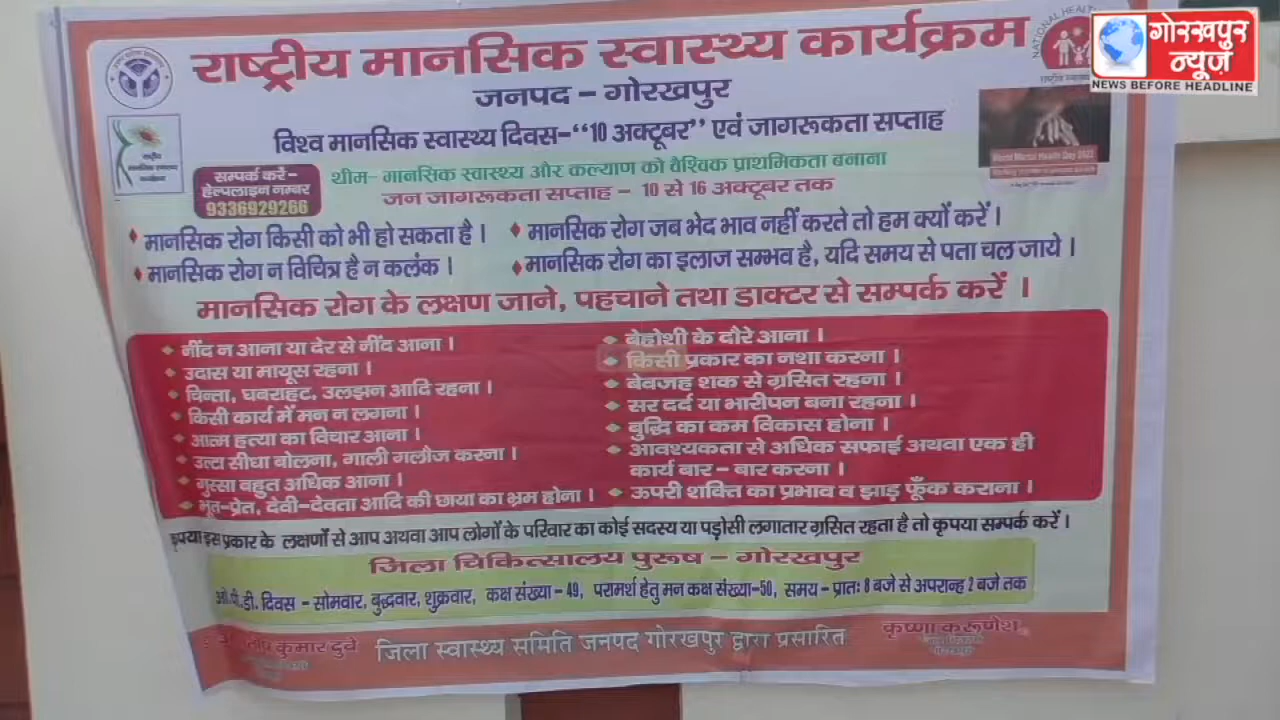 राष्ट्रीय मानसिक स्वास्थ्य कार्यक्रम
NATIONAL HEALTH
गोरखपुर
न्यूज़
NEWS BEFORE HEADLINE
जनपद – गोरखपुर
विश्व मानसिक स्वास्थ्य दिवस–“10 अक्टूबर” एवं जागरूकता सप्ताह
थीम– मानसिक स्वास्थ्य और कल्याण को वैश्विक प्राथमिकता बनाना
जन जागरूकता सप्ताह – 10 से 16 अक्टूबर तक
सम्पर्क करें –
हेल्पलाइन नम्बर
9336929266
World Mental Health Day
मानसिक रोग किसी को भी हो सकता है ।
मानसिक रोग जब भेद भाव नहीं करते तो हम क्यों करें ।
मानसिक रोग न विचित्र है न कलंक ।
मानसिक रोग का इलाज सम्भव है, यदि समय से पता चल जाये ।
मानसिक रोग के लक्षण जाने, पहचाने तथा डाक्टर से सम्पर्क करें ।
नींद न आना या देर से नींद आना ।
उदास या मायूस रहना ।
चिन्ता, घबराहट, उलझन आदि रहना ।
किसी कार्य में मन न लगना ।
आत्म हत्या का विचार आना ।
उल्टा सीधा बोलना, गाली गलौज करना ।
गुस्सा बहुत अधिक आना ।
भूत-प्रेत, देवी-देवता आदि की छाया का भ्रम होना ।
बेहोशी के दौरे आना ।
किसी प्रकार का नशा करना ।
बेवजह शक से ग्रसित रहना ।
सर दर्द या भारीपन बना रहना ।
बुद्धि का कम विकास होना ।
आवश्यकता से अधिक सफाई अथवा एक ही
कार्य बार – बार करना ।
ऊपरी शक्ति का प्रभाव व झाड़ फूँक कराना ।
कृपया इस प्रकार के लक्षणों से आप अथवा आप लोगों के परिवार का कोई सदस्य या पड़ोसी लगातार ग्रसित रहता है तो कृपया सम्पर्क करें ।
जिला चिकित्सालय पुरूष – गोरखपुर
ओ.पी.डी. दिवस – सोमवार, बुद्धवार, शुक्रवार, कक्ष संख्या – 49, परामर्श हेतु मन कक्ष संख्या–50, समय – प्रातः 8 बजे से अपरान्ह 2 बजे तक
कुमार दुबे
जिला स्वास्थ्य समिति जनपद गोरखपुर द्वारा प्रसारित
कृष्णा करूणेश